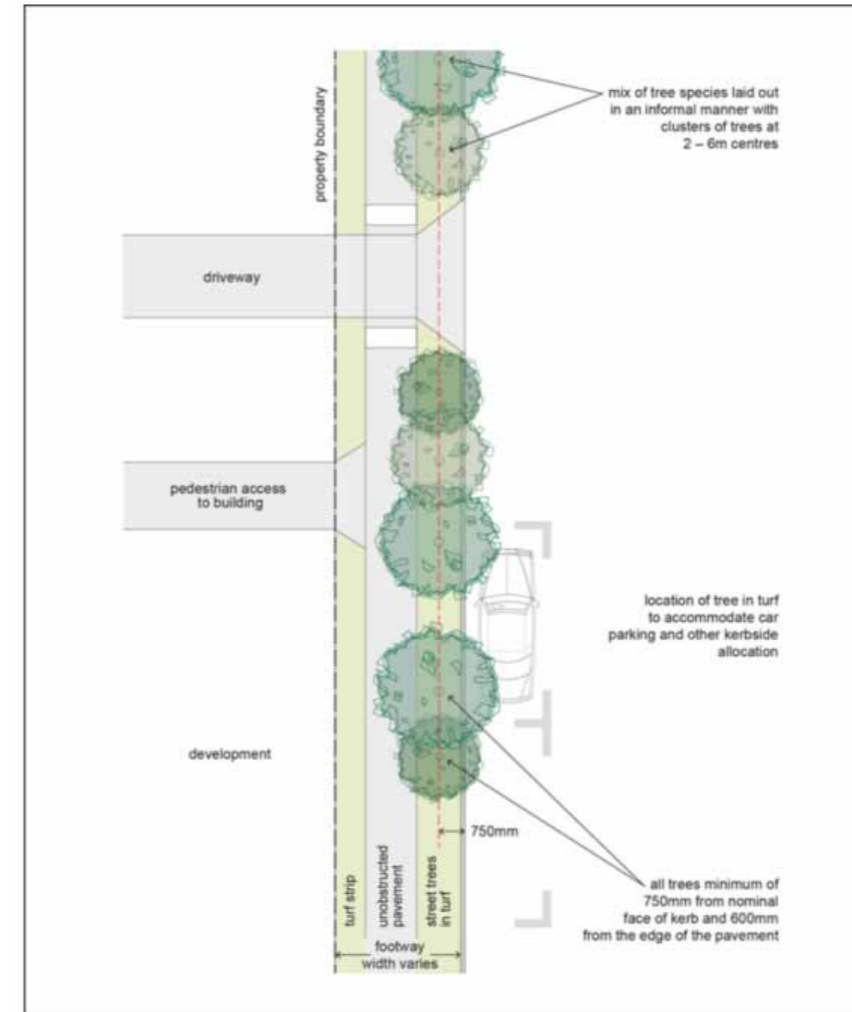 mix of tree species laid out
in an informal manner with
clusters of trees at
2 – 6m centres
property boundary
driveway
pedestrian access
to building
location of tree in turf
to accommodate car
parking and other kerbside
allocation
development
750mm
turf strip
unobstructed
pavement
street trees
in turf
all trees minimum of
750mm from nominal
face of kerb and 600mm
from the edge of the pavement
footway
width varies